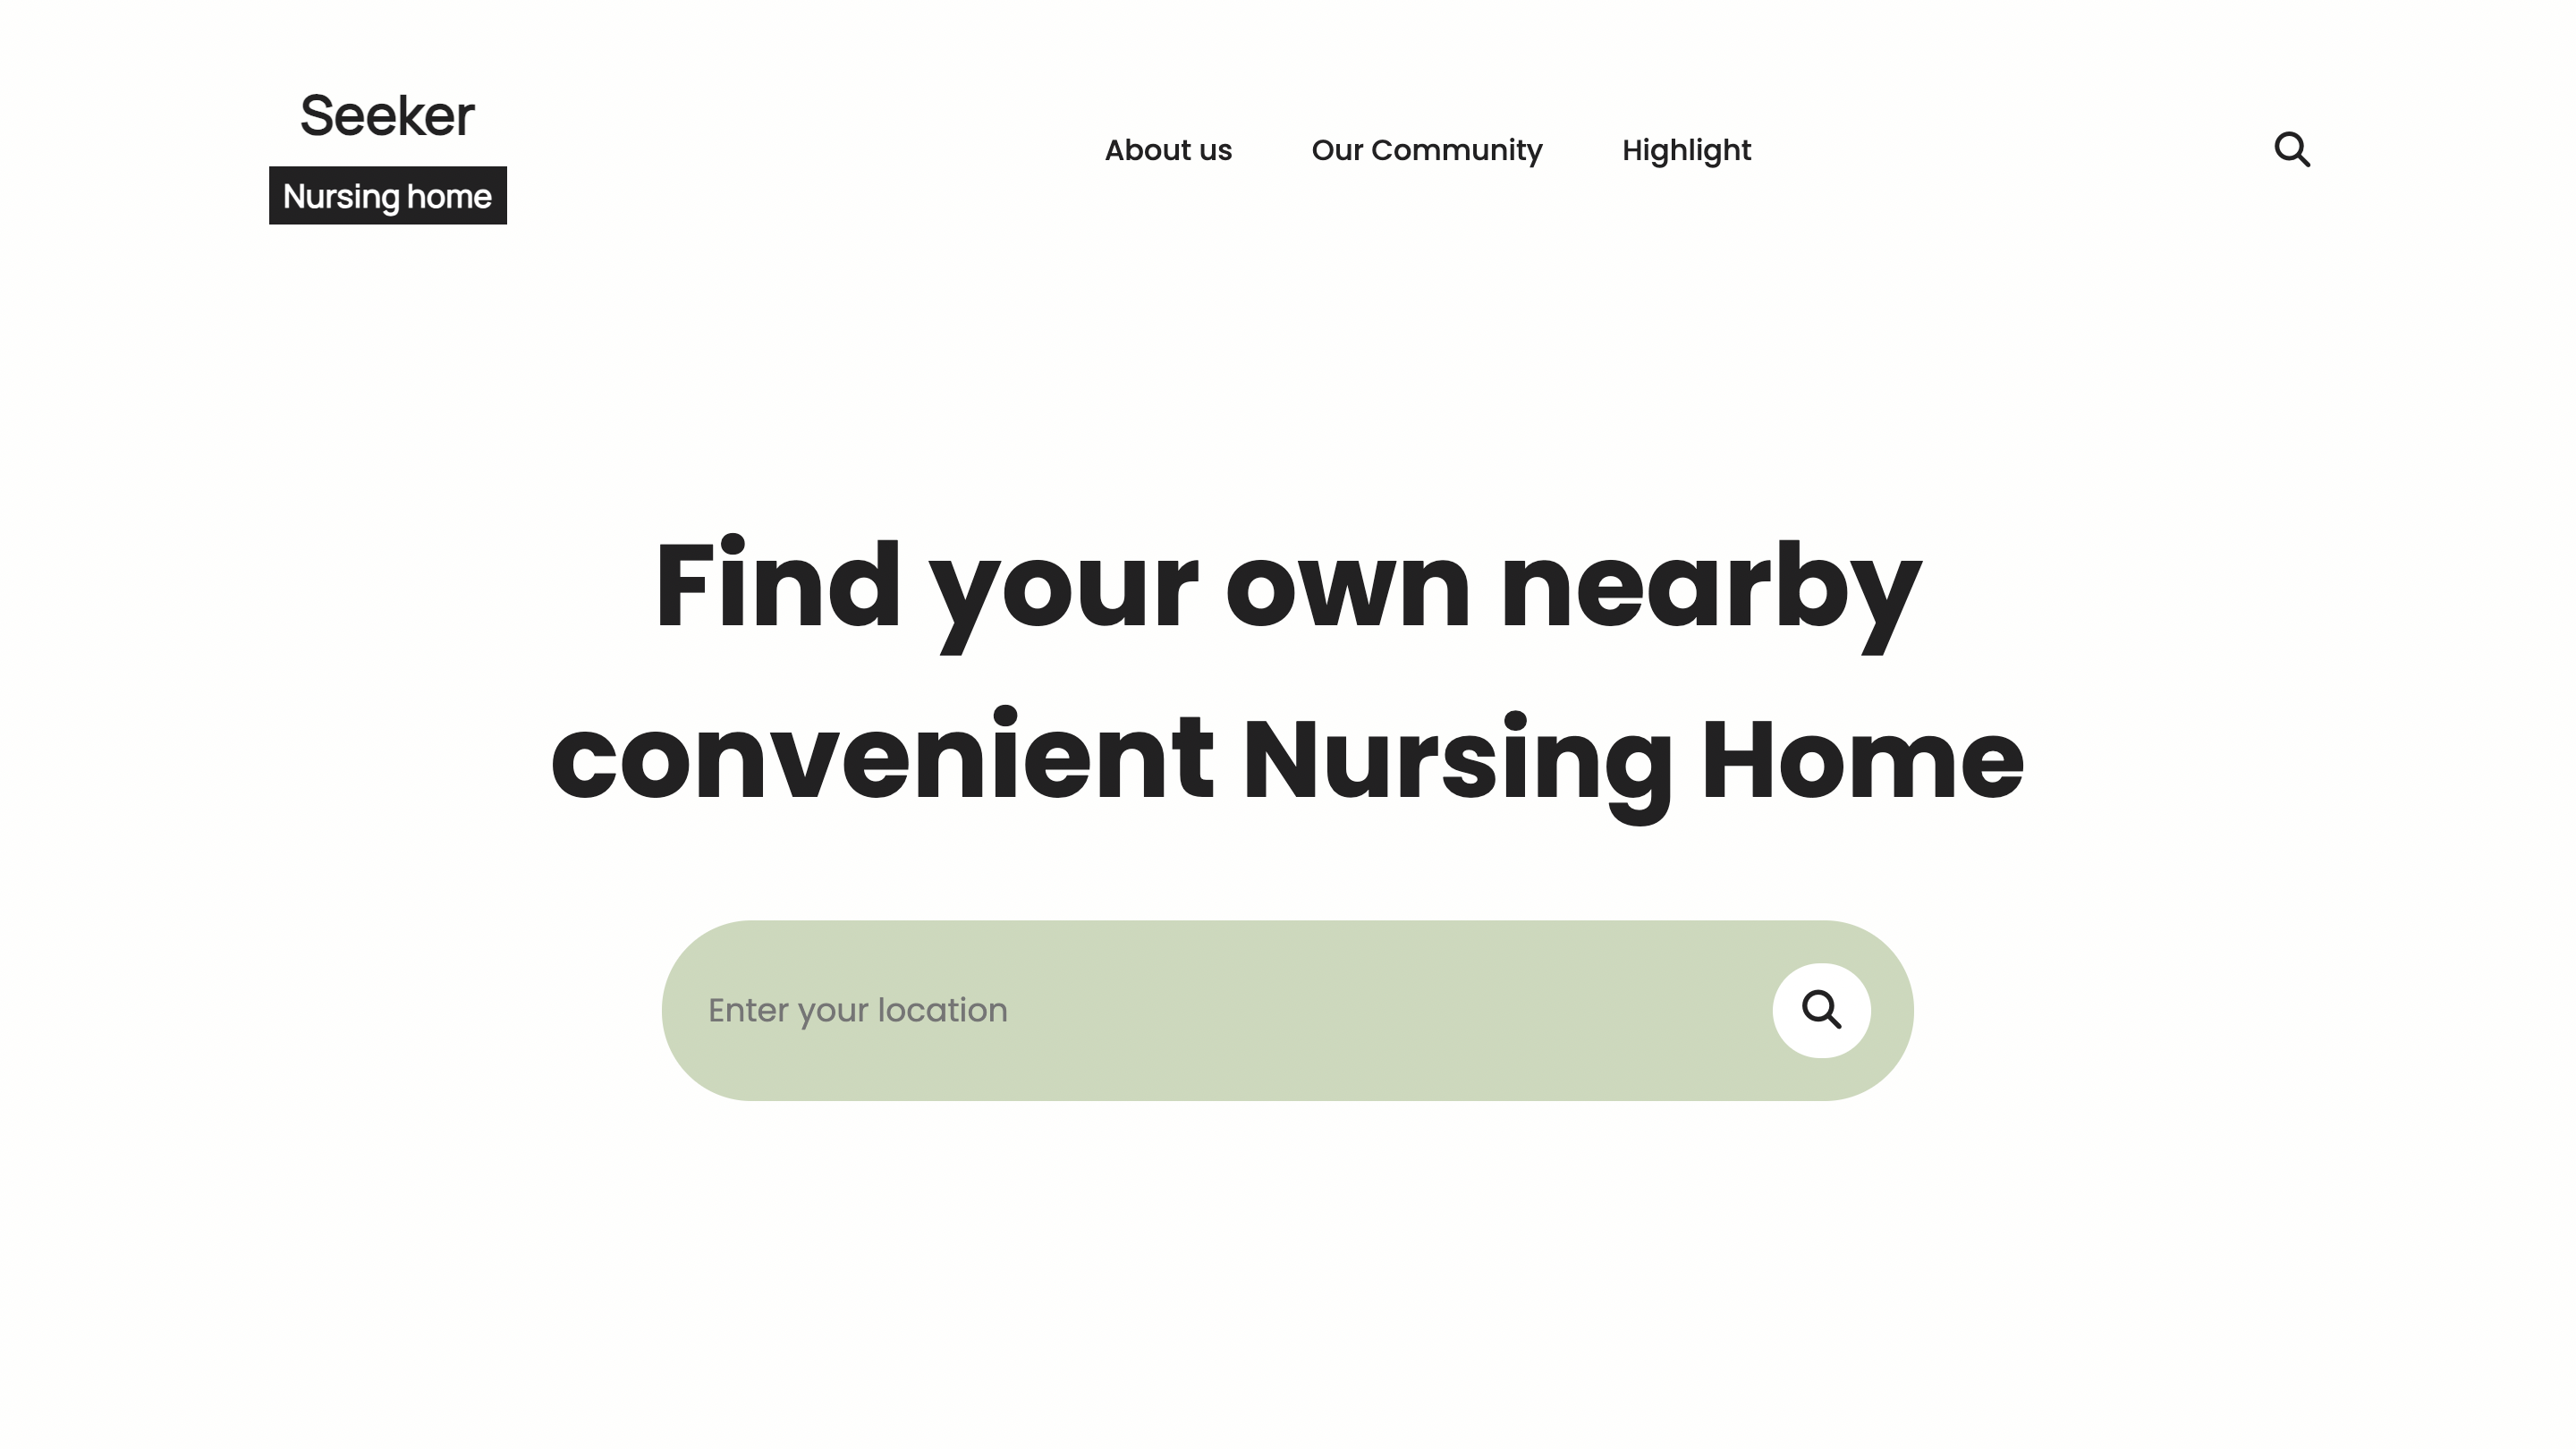 Seeker
Nursing home
About us
Our Community
Highlight
Find your own nearby
convenient Nursing Home
Enter your location